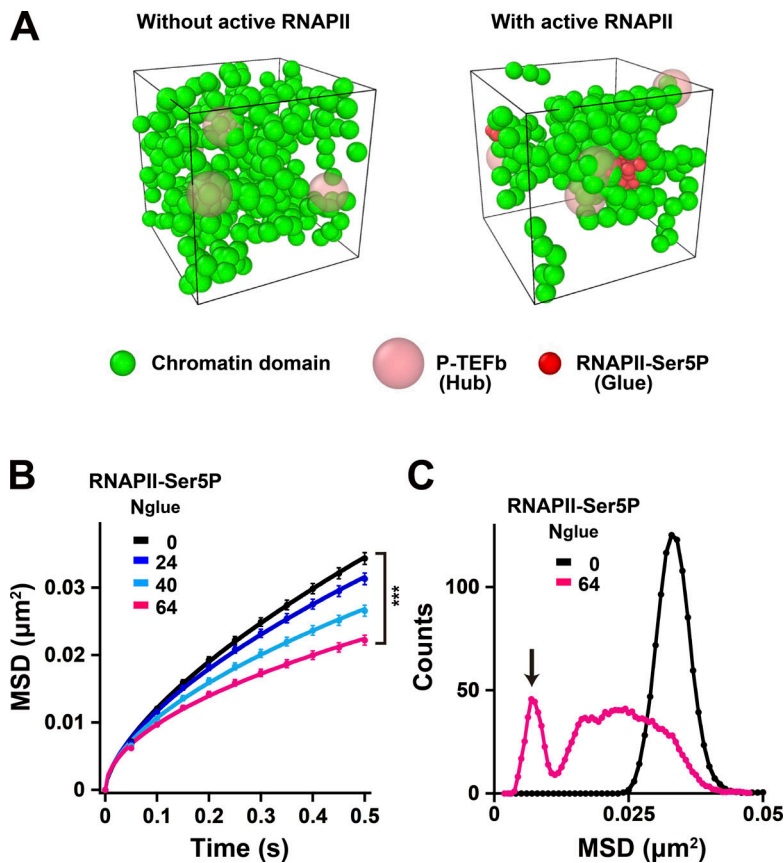 A
Without active RNAPII
With active RNAPII
Chromatin domain
P-TEFb
(Hub)
RNAPII-Ser5P
(Glue)
B
RNAPII-Ser5P
Nglue
0
24
40
64
***
MSD (μm²)
0.03
0.02
0.01
0
0 0.1 0.2 0.3 0.4 0.5
Time (s)
C
RNAPII-Ser5P
Nglue
0
64
Counts
100
50
0
0 0.025 0.05
MSD (μm²)